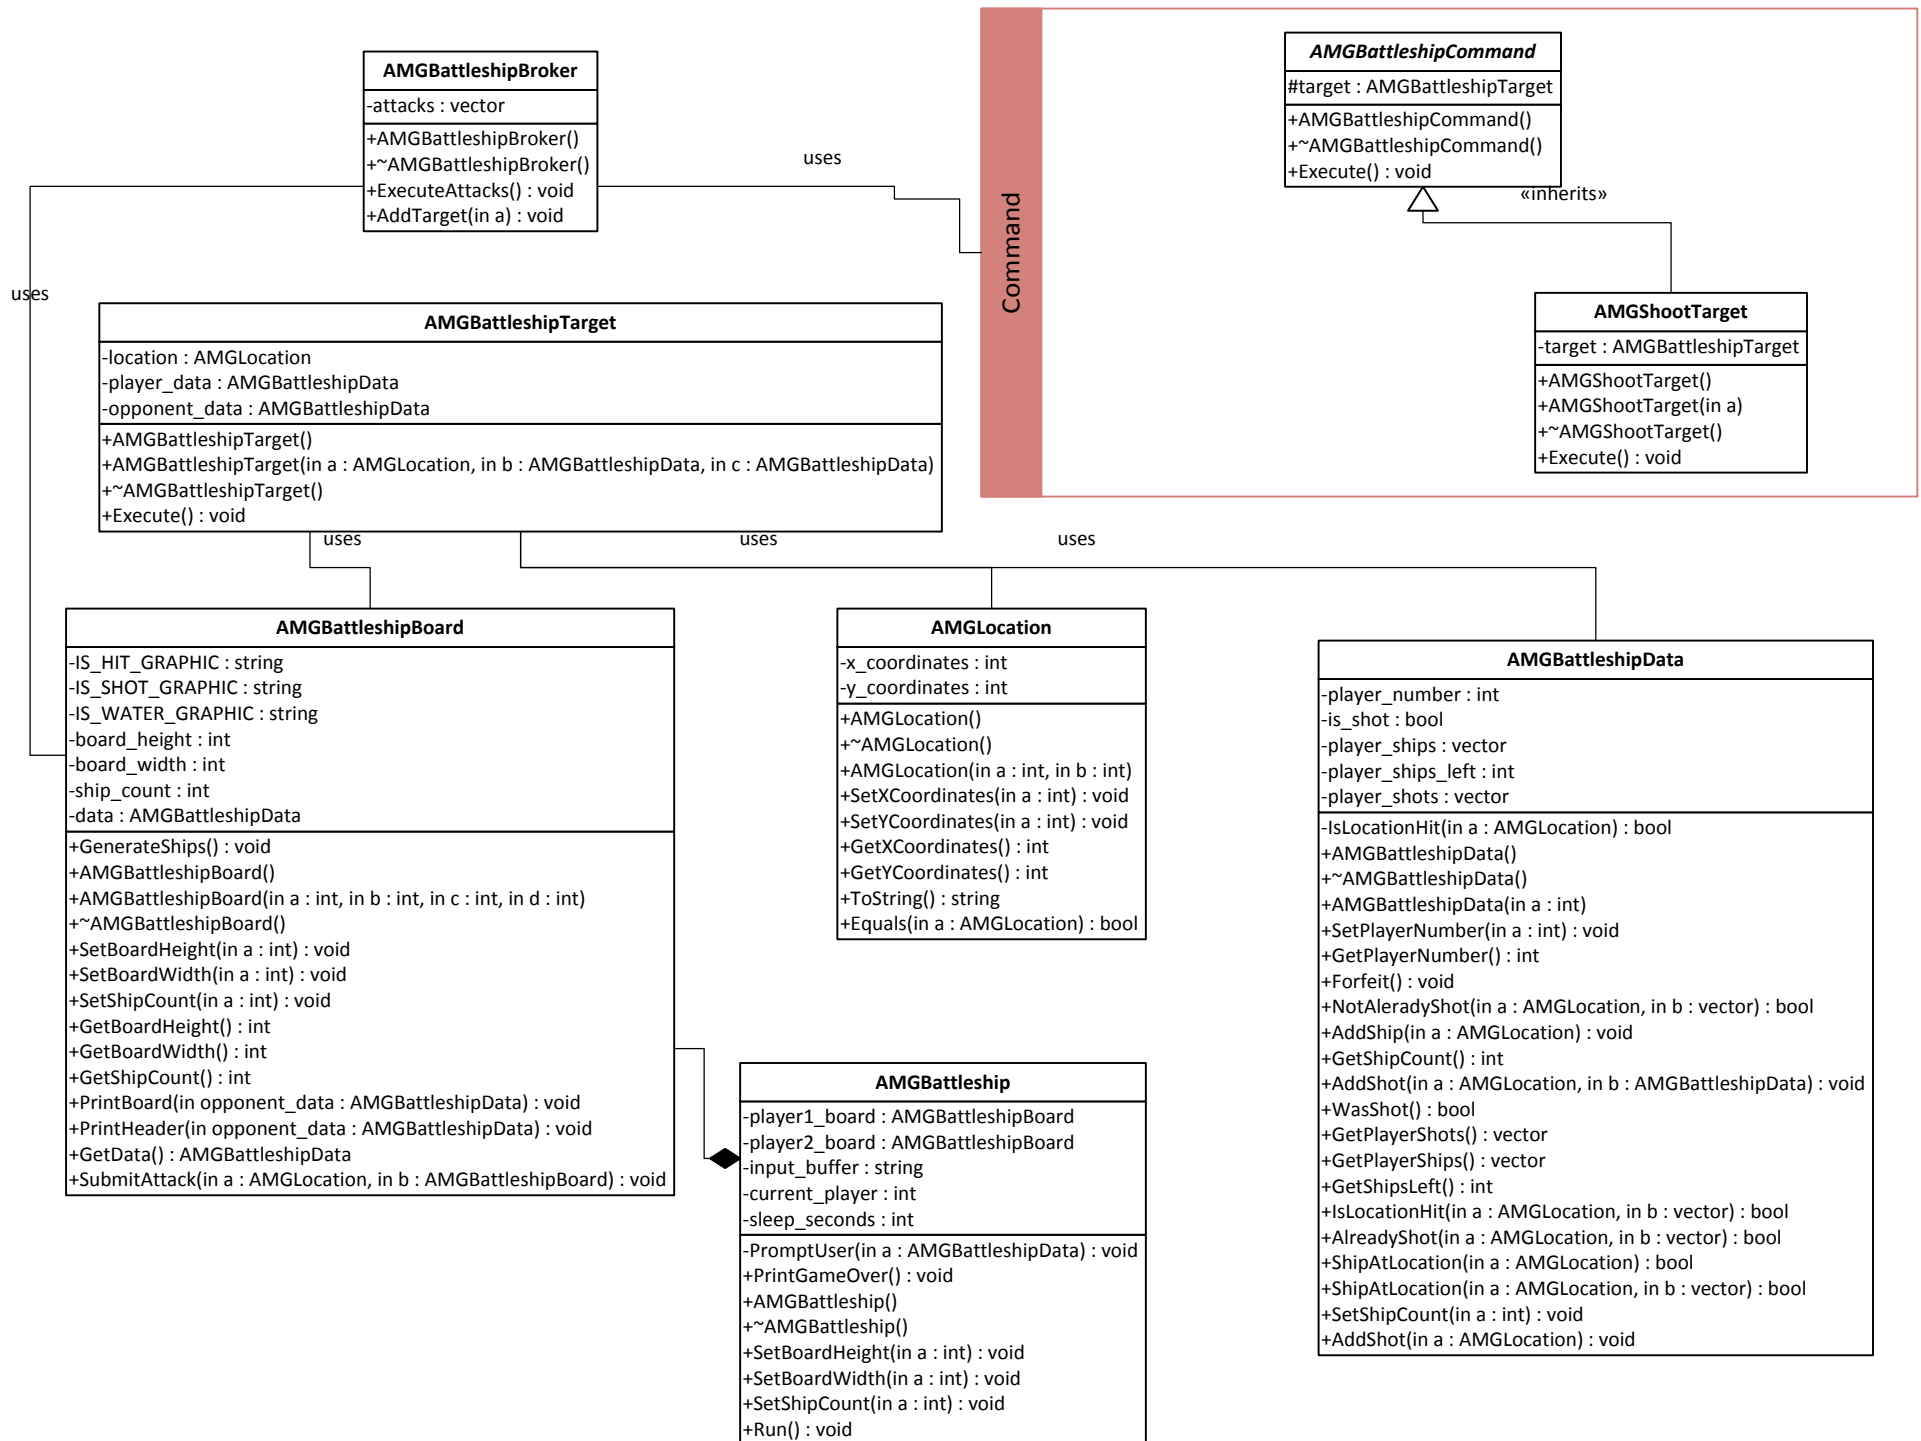 AMGBattleshipBroker
-attacks : vector
+AMGBattleshipBroker()
+~AMGBattleshipBroker()
+ExecuteAttacks() : void
+AddTarget(in a) : void
uses
uses
Command
AMGBattleshipCommand
#target : AMGBattleshipTarget
+AMGBattleshipCommand()
+~AMGBattleshipCommand()
+Execute() : void
«inherits»
AMGShootTarget
-target : AMGBattleshipTarget
+AMGShootTarget()
+AMGShootTarget(in a)
+~AMGShootTarget()
+Execute() : void
AMGBattleshipTarget
-location : AMGLocation
-player_data : AMGBattleshipData
-opponent_data : AMGBattleshipData
+AMGBattleshipTarget()
+AMGBattleshipTarget(in a : AMGLocation, in b : AMGBattleshipData, in c : AMGBattleshipData)
+~AMGBattleshipTarget()
+Execute() : void
uses
uses
uses
AMGBattleshipBoard
-IS_HIT_GRAPHIC : string
-IS_SHOT_GRAPHIC : string
-IS_WATER_GRAPHIC : string
-board_height : int
-board_width : int
-ship_count : int
-data : AMGBattleshipData
+GenerateShips() : void
+AMGBattleshipBoard()
+AMGBattleshipBoard(in a : int, in b : int, in c : int, in d : int)
+~AMGBattleshipBoard()
+SetBoardHeight(in a : int) : void
+SetBoardWidth(in a : int) : void
+SetShipCount(in a : int) : void
+GetBoardHeight() : int
+GetBoardWidth() : int
+GetShipCount() : int
+PrintBoard(in opponent_data : AMGBattleshipData) : void
+PrintHeader(in opponent_data : AMGBattleshipData) : void
+GetData() : AMGBattleshipData
+SubmitAttack(in a : AMGLocation, in b : AMGBattleshipBoard) : void
AMGLocation
-x_coordinates : int
-y_coordinates : int
+AMGLocation()
+~AMGLocation()
+AMGLocation(in a : int, in b : int)
+SetXCoordinates(in a : int) : void
+SetYCoordinates(in a : int) : void
+GetXCoordinates() : int
+GetYCoordinates() : int
+ToString() : string
+Equals(in a : AMGLocation) : bool
AMGBattleshipData
-player_number : int
-is_shot : bool
-player_ships : vector
-player_ships_left : int
-player_shots : vector
-IsLocationHit(in a : AMGLocation) : bool
+AMGBattleshipData()
+~AMGBattleshipData()
+AMGBattleshipData(in a : int)
+SetPlayerNumber(in a : int) : void
+GetPlayerNumber() : int
+Forfeit() : void
+NotAleradyShot(in a : AMGLocation, in b : vector) : bool
+AddShip(in a : AMGLocation) : void
+GetShipCount() : int
+AddShot(in a : AMGLocation, in b : AMGBattleshipData) : void
+WasShot() : bool
+GetPlayerShots() : vector
+GetPlayerShips() : vector
+GetShipsLeft() : int
+IsLocationHit(in a : AMGLocation, in b : vector) : bool
+AlreadyShot(in a : AMGLocation, in b : vector) : bool
+ShipAtLocation(in a : AMGLocation) : bool
+ShipAtLocation(in a : AMGLocation, in b : vector) : bool
+SetShipCount(in a : int) : void
+AddShot(in a : AMGLocation) : void
AMGBattleship
-player1_board : AMGBattleshipBoard
-player2_board : AMGBattleshipBoard
-input_buffer : string
-current_player : int
-sleep_seconds : int
-PromptUser(in a : AMGBattleshipData) : void
+PrintGameOver() : void
+AMGBattleship()
+~AMGBattleship()
+SetBoardHeight(in a : int) : void
+SetBoardWidth(in a : int) : void
+SetShipCount(in a : int) : void
+Run() : void